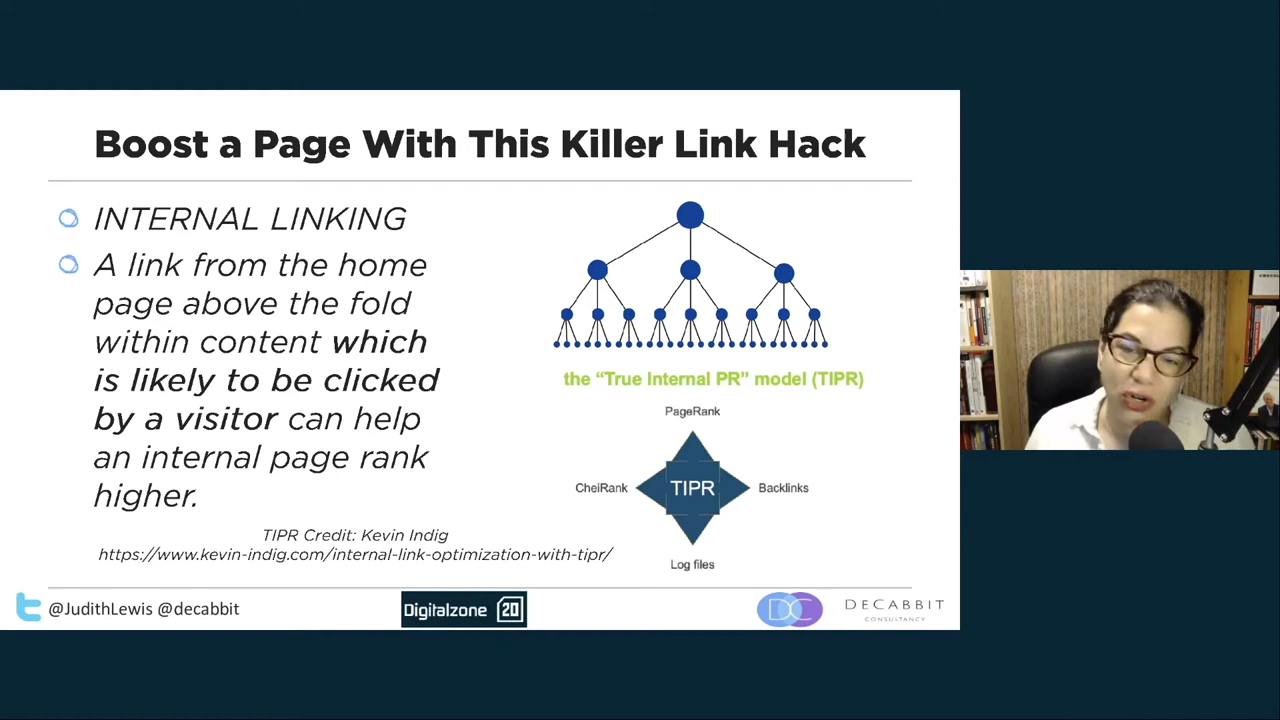 Boost a Page With This Killer Link Hack
INTERNAL LINKING
A link from the home
page above the fold
within content which
is likely to be clicked
by a visitor can help
an internal page rank
higher.
the “True Internal PR” model (TIPR)
PageRank
CheiRank
TIPR
Backlinks
Log files
TIPR Credit: Kevin Indig
https://www.kevin-indig.com/internal-link-optimization-with-tipr/
@JudithLewis @decabbit
Digitalzone 20
DC
DECABBIT
CONSULTANCY